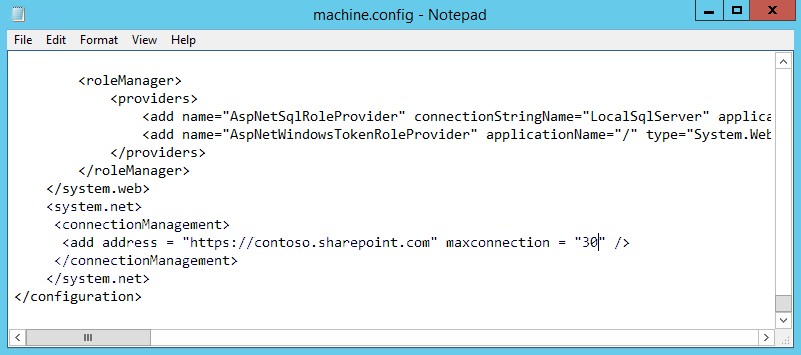 machine.config - Notepad
File Edit Format View Help
<roleManager>
<providers>
<add name="AspNetSqlRoleProvider" connectionStringName="LocalSqlServer" applica
<add name="AspNetWindowsTokenRoleProvider" applicationName="/" type="System.Web
</providers>
</roleManager>
</system.web>
<system.net>
<connectionManagement>
<add address = "https://contoso.sharepoint.com" maxconnection = "30" />
</connectionManagement>
</system.net>
</configuration>